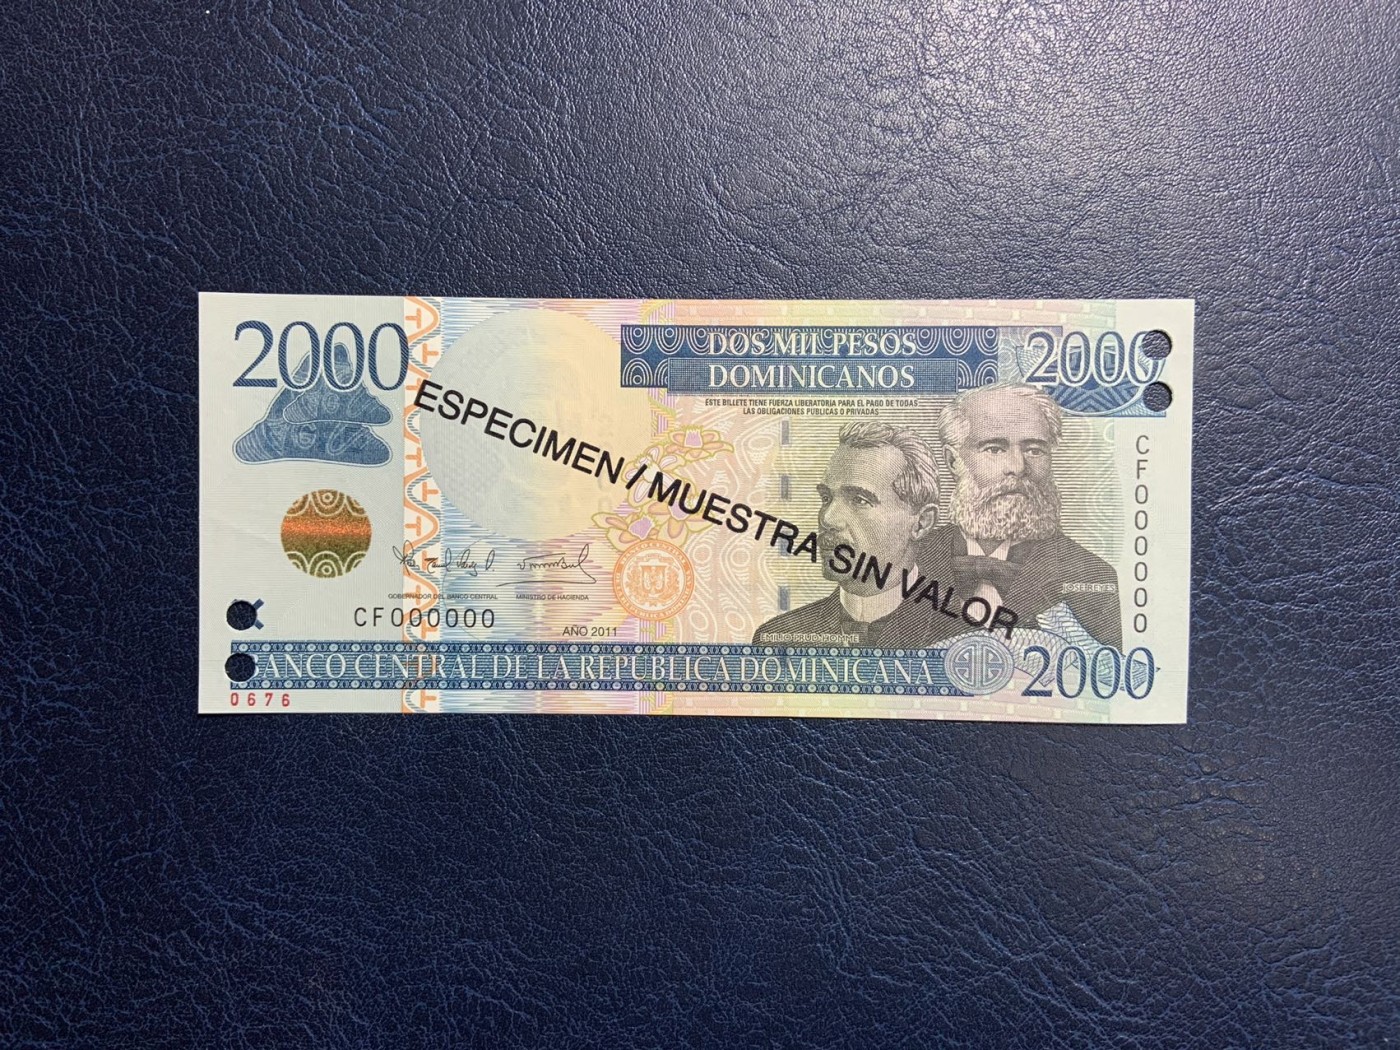 2000
DOS MIL PESOS
DOMINICANOS
2000
ESTE BILLETE TIENE FUERZA LIBERATORIA PARA EL PAGO DE TODAS
LAS OBLIGACIONES PUBLICAS O PRIVADAS
ESPECIMEN / MUESTRA SIN VALOR
CF000000
JOSE REYES
EMILIO PRUD-HOMME
GOBERNADOR DEL BANCO CENTRAL
MINISTRO DE HACIENDA
CF000000
AÑO 2011
BANCO CENTRAL DE LA REPUBLICA DOMINICANA
2000
0676